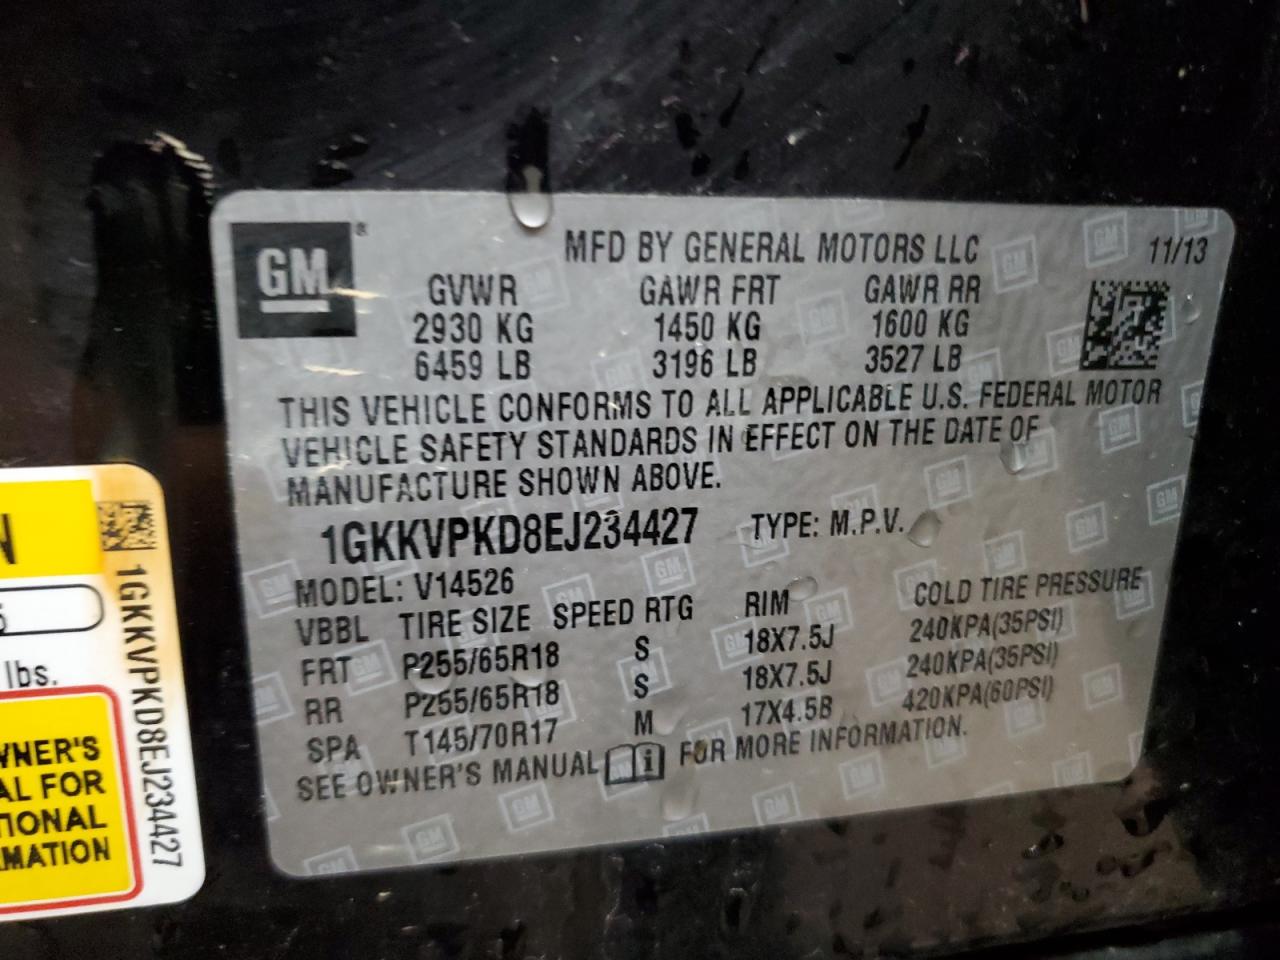 GM
MFD BY GENERAL MOTORS LLC 11/13
GVWR GAWR FRT GAWR RR
2930 KG 1450 KG 1600 KG
6459 LB 3196 LB 3527 LB
THIS VEHICLE CONFORMS TO ALL APPLICABLE U.S. FEDERAL MOTOR
VEHICLE SAFETY STANDARDS IN EFFECT ON THE DATE OF
MANUFACTURE SHOWN ABOVE.
1GKKVPKD8EJ234427 TYPE: M.P.V.
MODEL: V14526
VBBL TIRE SIZE SPEED RTG RIM COLD TIRE PRESSURE
FRT P255/65R18 S 18X7.5J 240KPA(35PSI)
RR P255/65R18 S 18X7.5J 240KPA(35PSI)
SPA T145/70R17 M 17X4.5B 420KPA(60PSI)
SEE OWNER'S MANUAL i FOR MORE INFORMATION.
N
5
lbs.
WNER'S
AL FOR
TIONAL
RMATION
1GKKVPKD8EJ234427